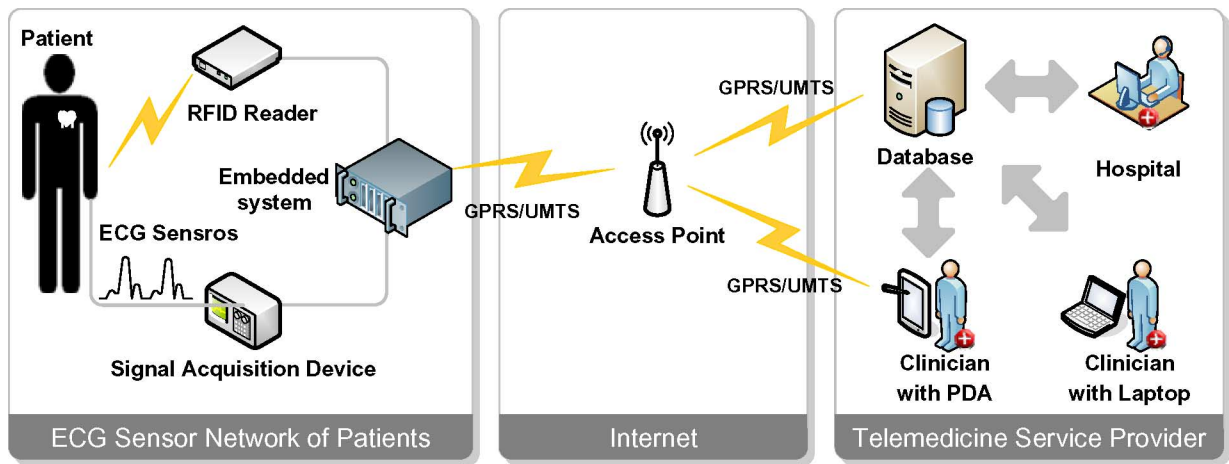 Patient
RFID Reader
Embedded
system
ECG Sensros
Signal Acquisition Device
ECG Sensor Network of Patients
GPRS/UMTS
Access Point
GPRS/UMTS
GPRS/UMTS
Internet
Database
Hospital
Clinician
with PDA
Clinician
with Laptop
Telemedicine Service Provider